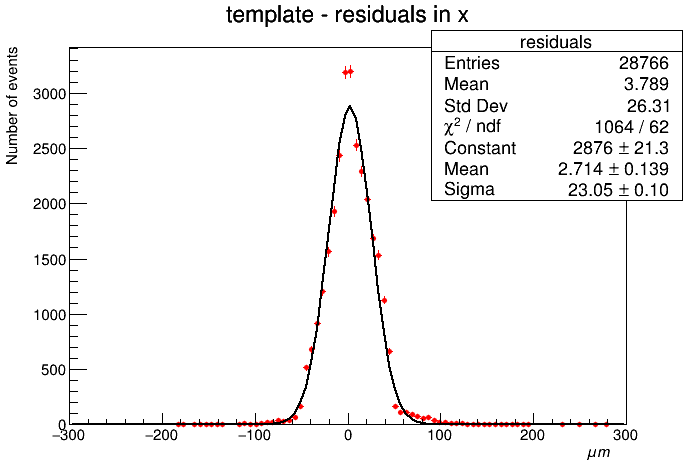 template - residuals in x
residuals
Entries 28766
Mean 3.789
Std Dev 26.31
χ² / ndf 1064 / 62
Constant 2876 ± 21.3
Mean 2.714 ± 0.139
Sigma 23.05 ± 0.10
Number of events
3000
2500
2000
1500
1000
500
0
−300 −200 −100 0 100 200 300
μm